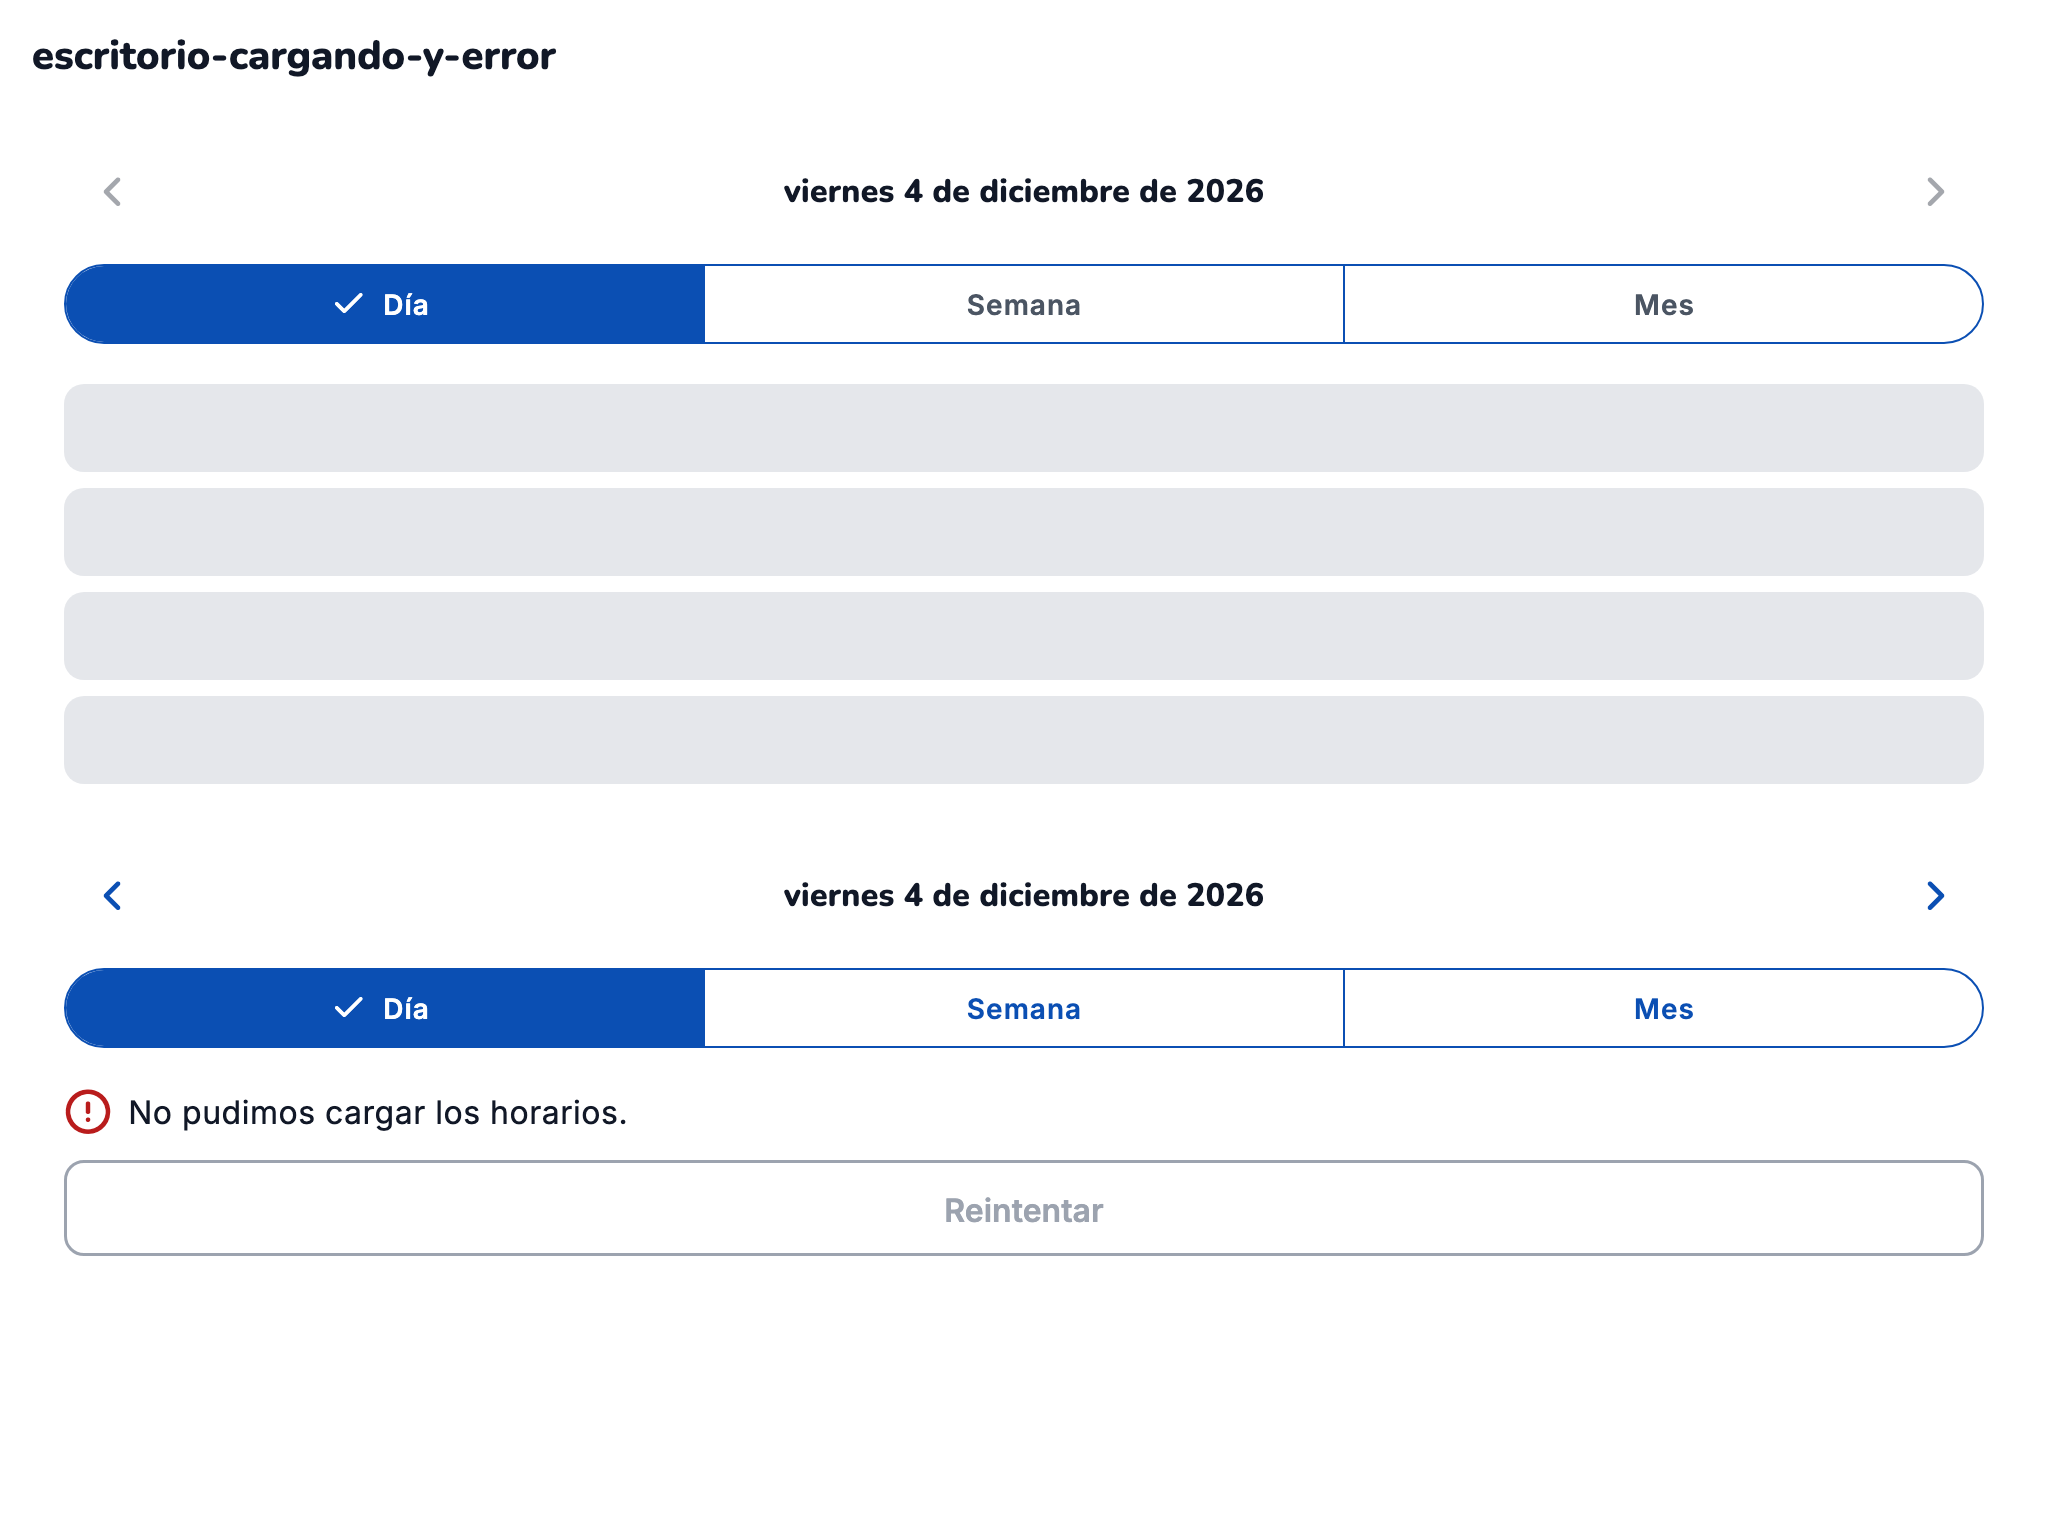 escritorio-cargando-y-error
viernes 4 de diciembre de 2026
Día
Semana
Mes
viernes 4 de diciembre de 2026
Día
Semana
Mes
No pudimos cargar los horarios.
Reintentar